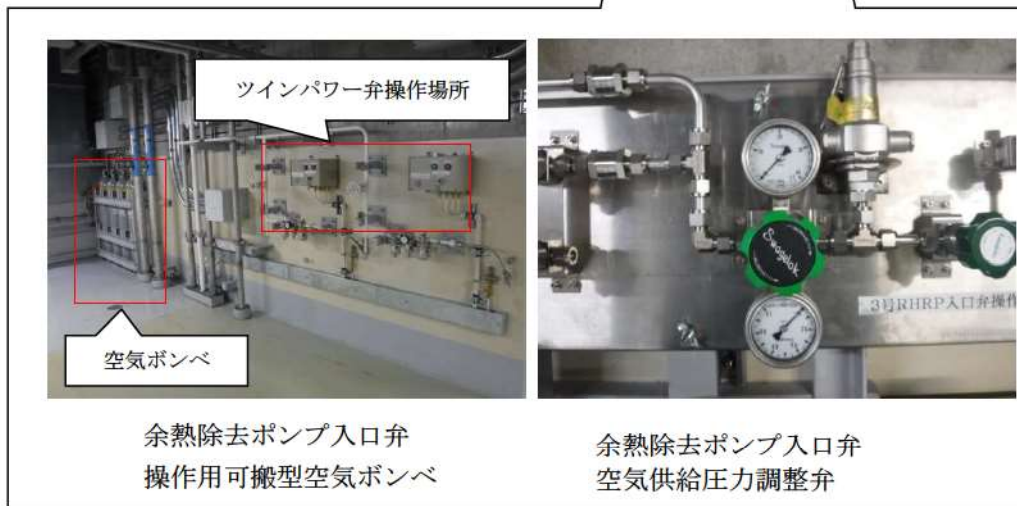 ツインパワー弁操作場所
空気ボンベ
Swagelok
3号RHRP入口弁操作
余熱除去ポンプ入口弁
操作用可搬型空気ボンベ
余熱除去ポンプ入口弁
空気供給圧力調整弁